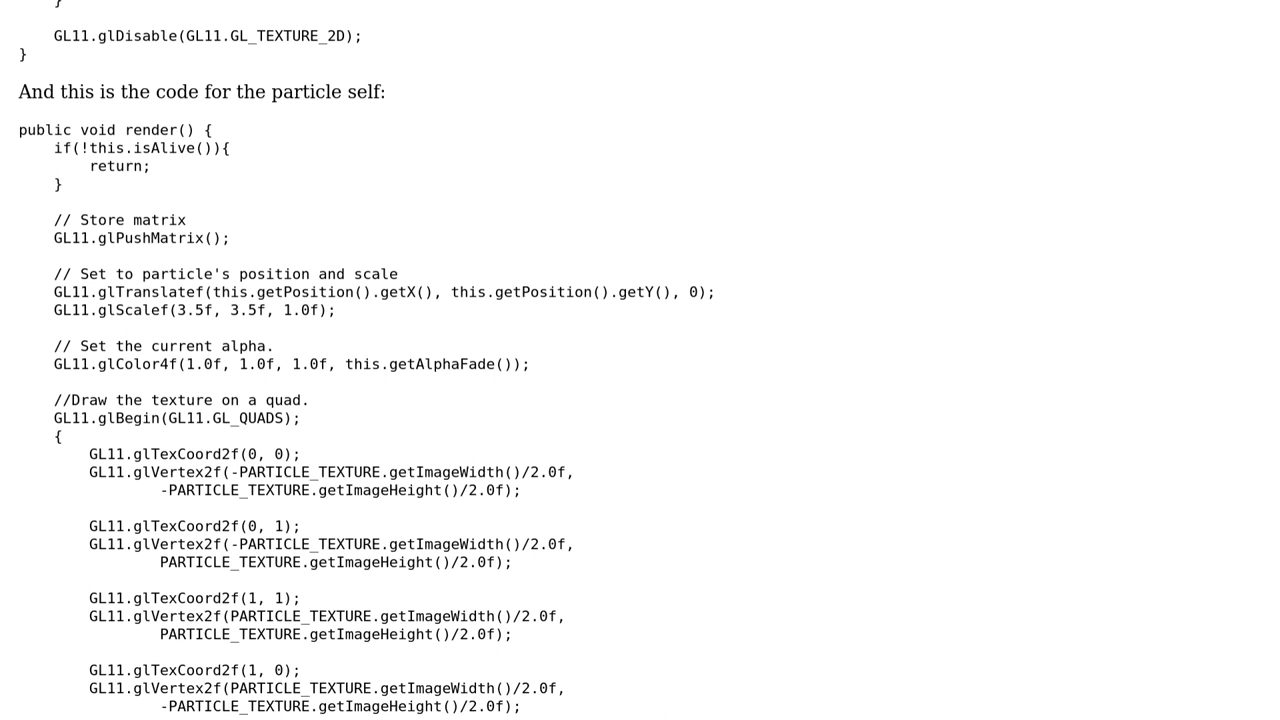 }
    GL11.glDisable(GL11.GL_TEXTURE_2D);
}
And this is the code for the particle self:
public void render() {
    if(!this.isAlive()){
        return;
    }
    // Store matrix
    GL11.glPushMatrix();
    // Set to particle's position and scale
    GL11.glTranslatef(this.getPosition().getX(), this.getPosition().getY(), 0);
    GL11.glScalef(3.5f, 3.5f, 1.0f);
    // Set the current alpha.
    GL11.glColor4f(1.0f, 1.0f, 1.0f, this.getAlphaFade());
    //Draw the texture on a quad.
    GL11.glBegin(GL11.GL_QUADS);
    {
        GL11.glTexCoord2f(0, 0);
        GL11.glVertex2f(-PARTICLE_TEXTURE.getImageWidth()/2.0f,
                -PARTICLE_TEXTURE.getImageHeight()/2.0f);
        GL11.glTexCoord2f(0, 1);
        GL11.glVertex2f(-PARTICLE_TEXTURE.getImageWidth()/2.0f,
                PARTICLE_TEXTURE.getImageHeight()/2.0f);
        GL11.glTexCoord2f(1, 1);
        GL11.glVertex2f(PARTICLE_TEXTURE.getImageWidth()/2.0f,
                PARTICLE_TEXTURE.getImageHeight()/2.0f);
        GL11.glTexCoord2f(1, 0);
        GL11.glVertex2f(PARTICLE_TEXTURE.getImageWidth()/2.0f,
                -PARTICLE_TEXTURE.getImageHeight()/2.0f);